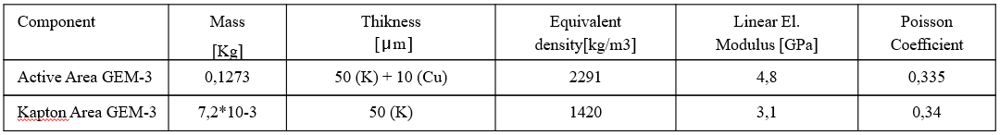 Component Mass Thikness Equivalent Linear El. Poisson
[Kg] [μm] density[kg/m3] Modulus [GPa] Coefficient
Active Area GEM-3 0,1273 50 (K) + 10 (Cu) 2291 4,8 0,335
Kapton Area GEM-3 7,2*10-3 50 (K) 1420 3,1 0,34